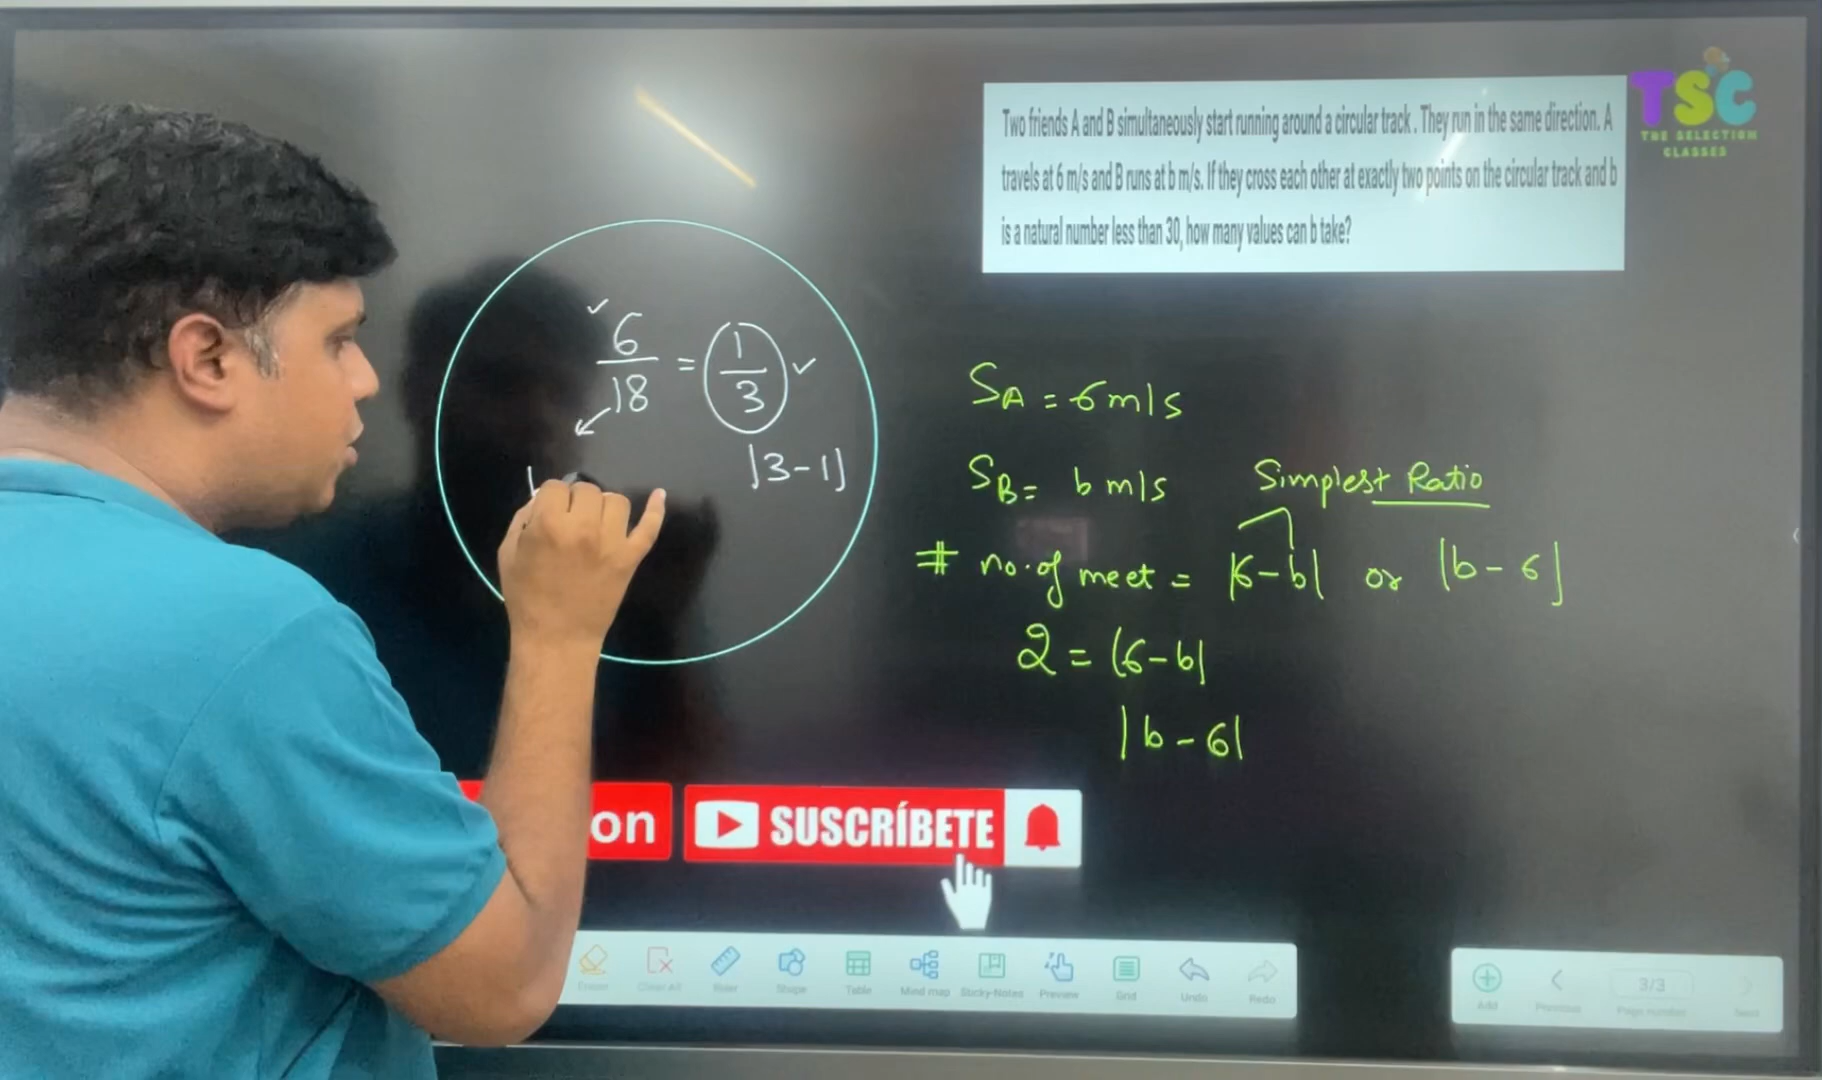 Two friends A and B simultaneously start running around a circular track . They run in the same direction. A
travels at 6 m/s and B runs at b m/s. If they cross each other at exactly two points on the circular track and b
is a natural number less than 30, how many values can b take?
TSC
THE SELECTION
CLASSES
6/18 = 1/3
|3-1|
S_A = 6 m/s
S_B = b m/s
Simplest Ratio
# no. of meet = |6-b| or |b-6|
2 = |6-b|
|b-6|
on
SUSCRÍBETE
Eraser Clear All Ruler Shape Table Mind map Sticky-Notes Preview Grid Undo Redo
3/3
Add Previous Page number Next